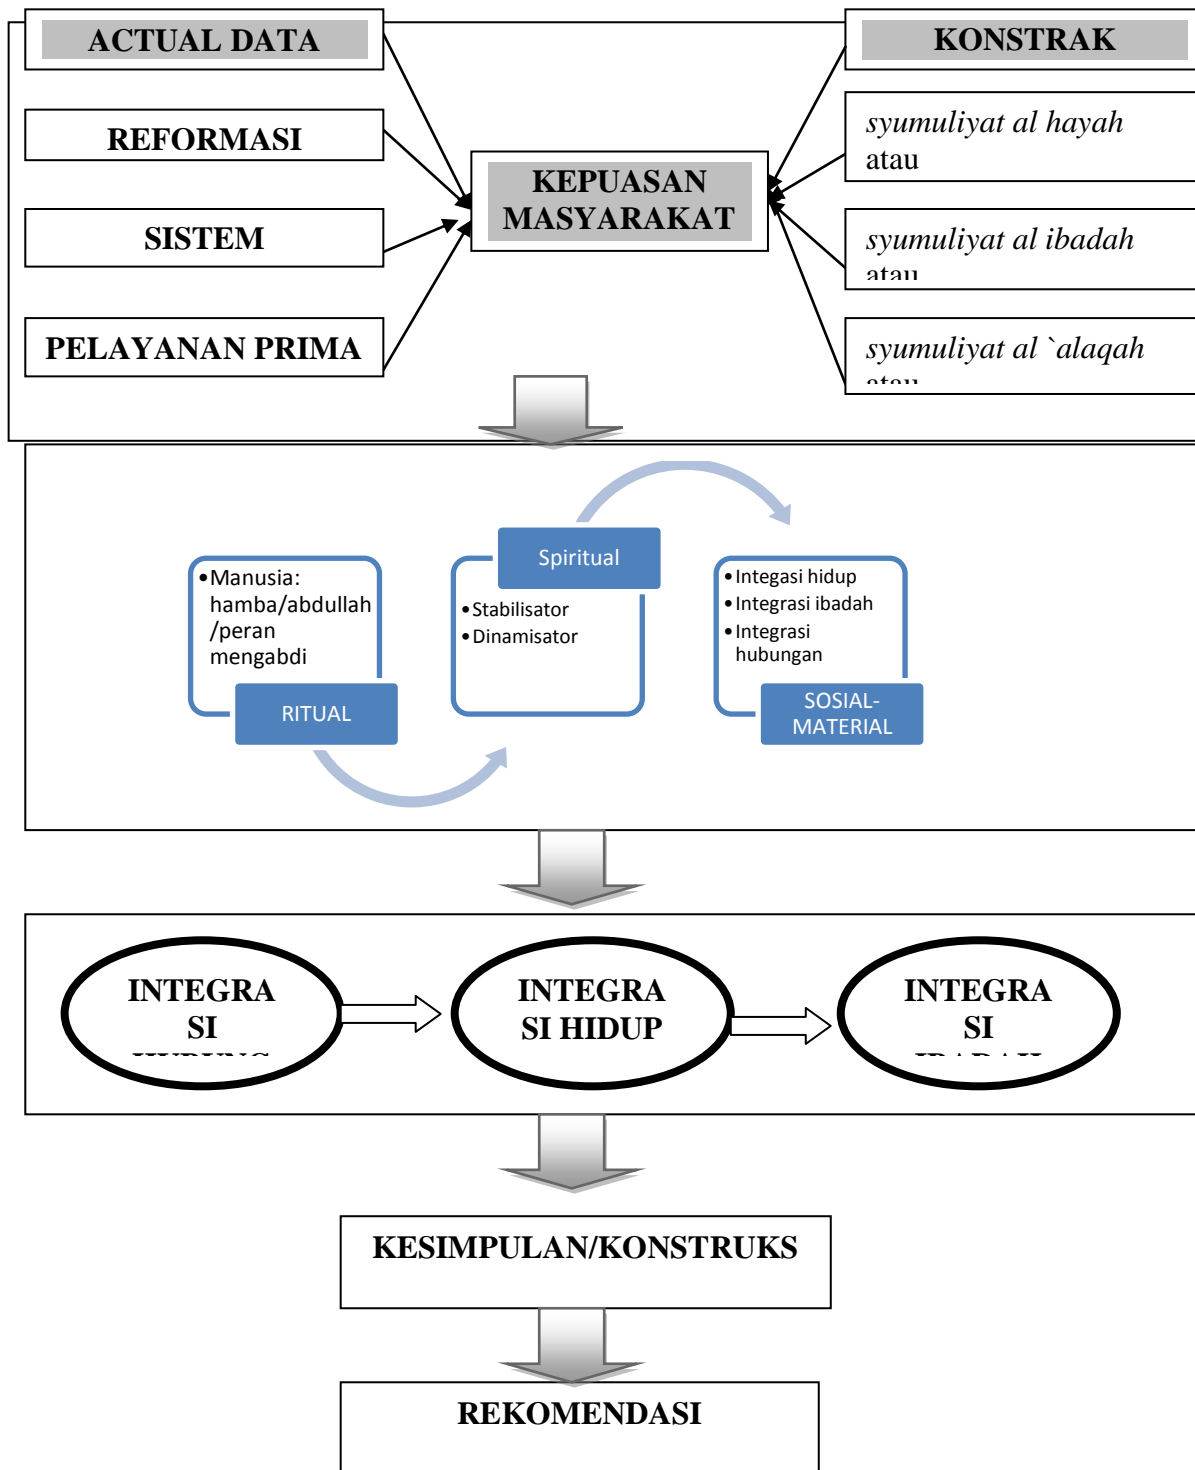 ACTUAL DATA
KONSTRAK
REFORMASI
syumuliyat al hayah
atau
KEPUASAN
MASYARAKAT
SISTEM
syumuliyat al ibadah
atau
PELAYANAN PRIMA
syumuliyat al `alaqah
atau
•Manusia:
hamba/abdullah
/peran
mengabdi
RITUAL
Spiritual
•Stabilisator
•Dinamisator
•Integasi hidup
•Integrasi ibadah
•Integrasi
hubungan
SOSIAL-
MATERIAL
INTEGRA
SI
INTEGRA
SI HIDUP
INTEGRA
SI
KESIMPULAN/KONSTRUKS
REKOMENDASI